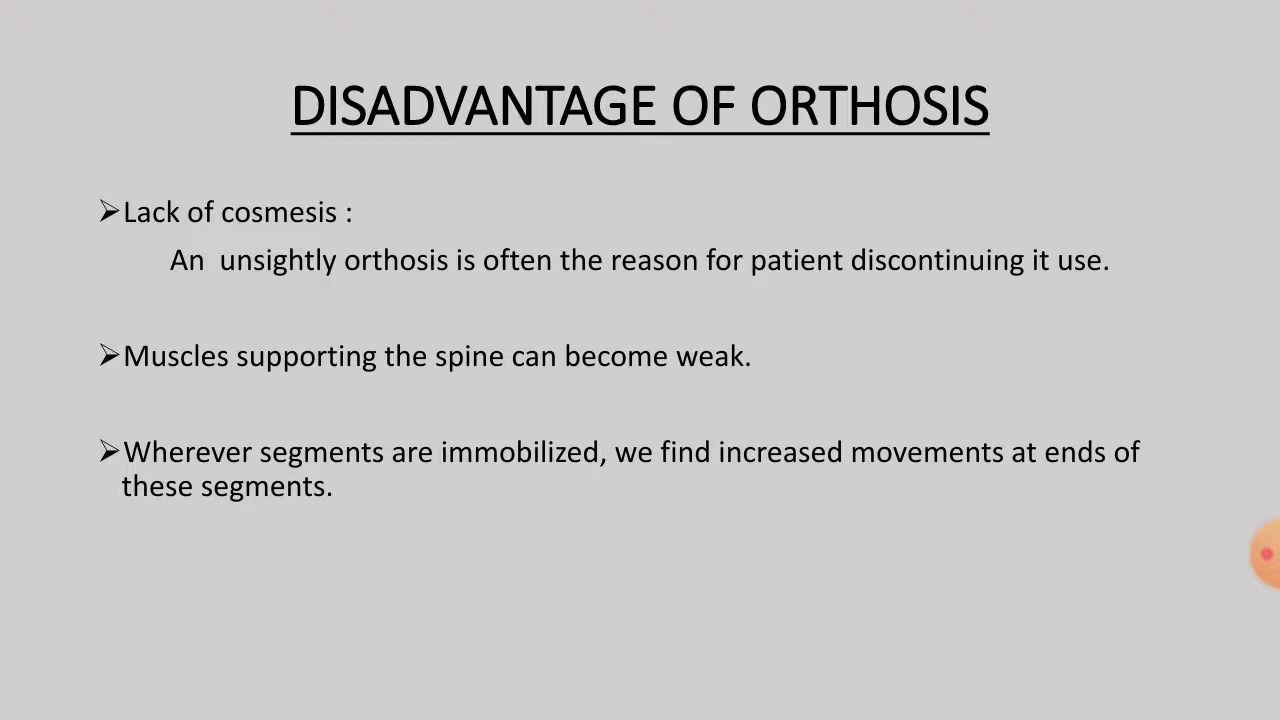 DISADVANTAGE OF ORTHOSIS
➢Lack of cosmesis :
An  unsightly orthosis is often the reason for patient discontinuing it use.
➢Muscles supporting the spine can become weak.
➢Wherever segments are immobilized, we find increased movements at ends of
these segments.